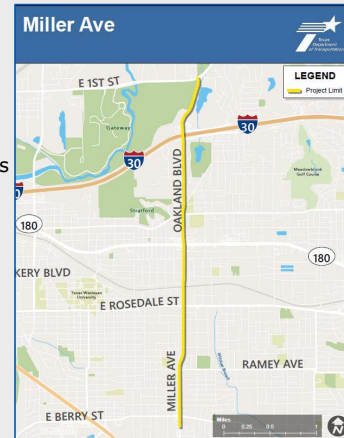 Miller Ave
Texas
Department
of Transportation
LEGEND
Project Limit
E 1ST ST
Gateway
30
30
OAKLAND BLVD
Meadowbrook
Golf Course
s
Stratford
180
180
KERY BLVD
Texas Wesleyan
University
E ROSEDALE ST
MILLER AVE
RAMEY AVE
E BERRY ST
Miles
0 0.25 0.5 1
N